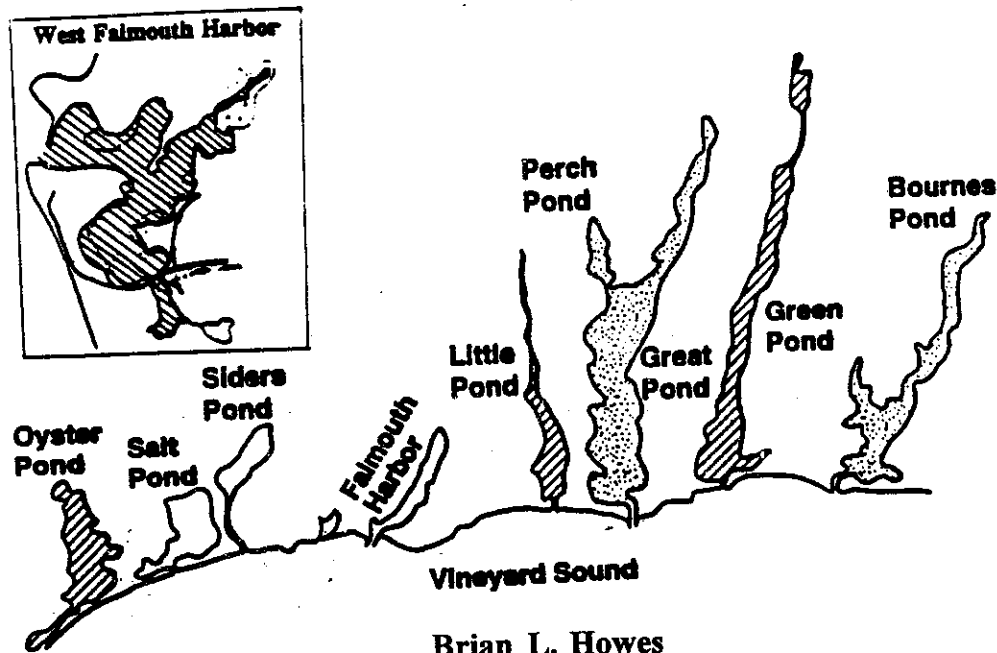 West Falmouth Harbor
Perch
Pond
Bournes
Pond
Green
Pond
Little
Pond
Great
Pond
Siders
Pond
Oyster
Pond
Salt
Pond
Falmouth
Harbor
Vineyard Sound
Brian L. Howes